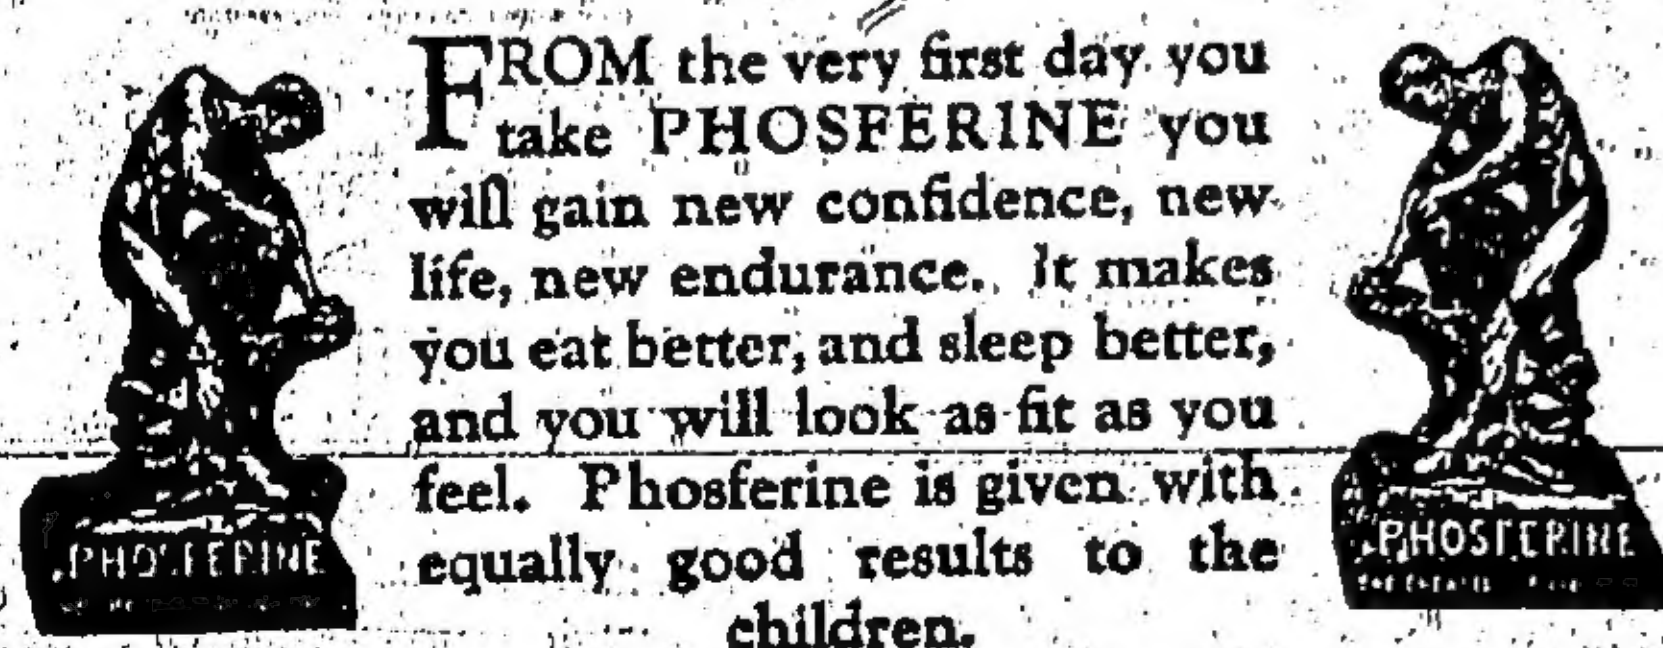 FROM the very first day you
take PHOSFERINE you
will gain new confidence, new
life, new endurance. It makes
you eat better, and sleep better,
and you will look as fit as you
feel. Phosferine is given with
equally good results to the
children.
PHOSFERINE
PHOSFERINE